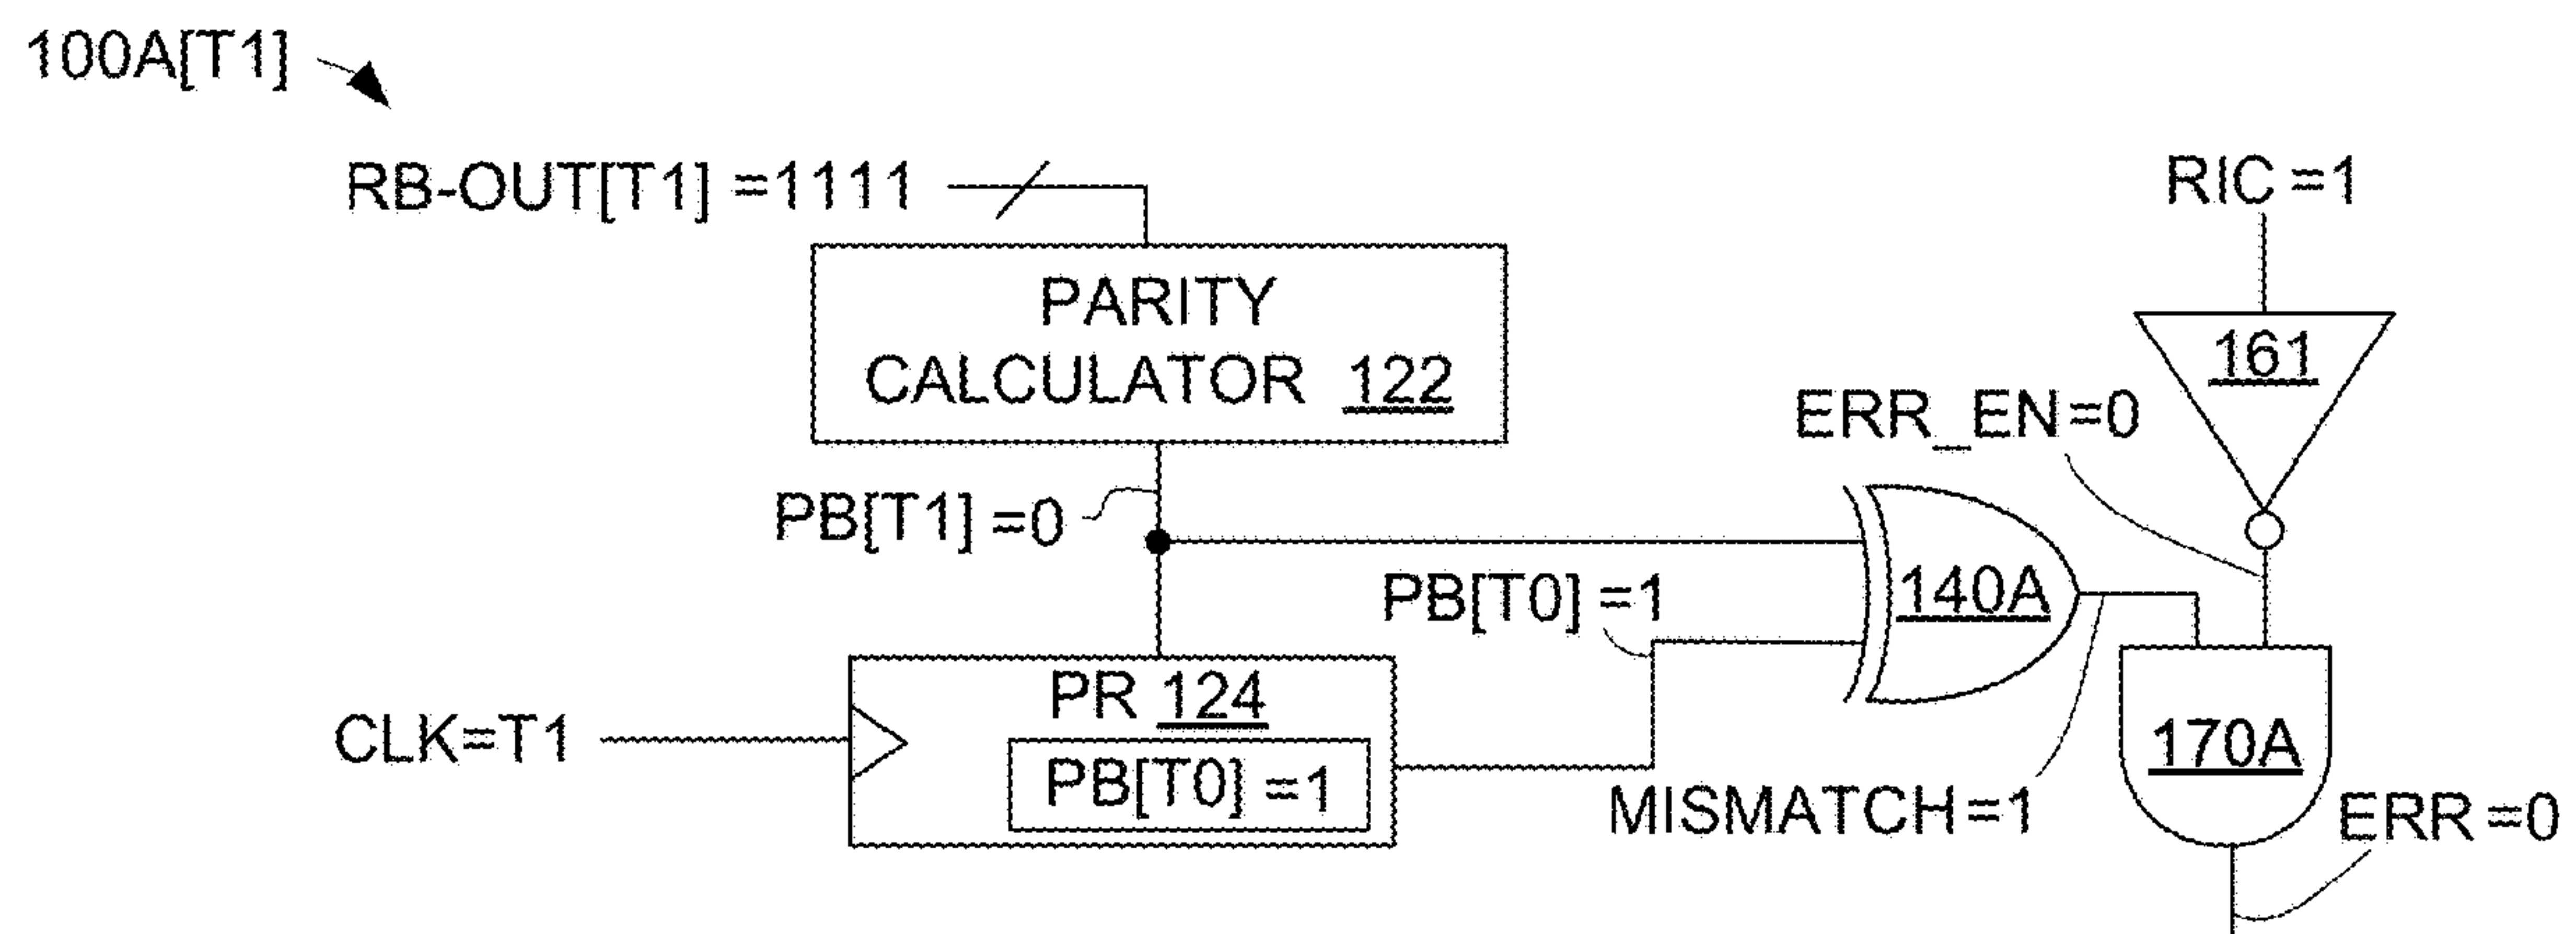 100A[T1]
RB-OUT[T1] =1111
RIC =1
PARITY
CALCULATOR 122
161
ERR_EN=0
PB[T1] =0
PB[T0] =1
140A
PR 124
CLK=T1
PB[T0] =1
170A
MISMATCH=1
ERR =0